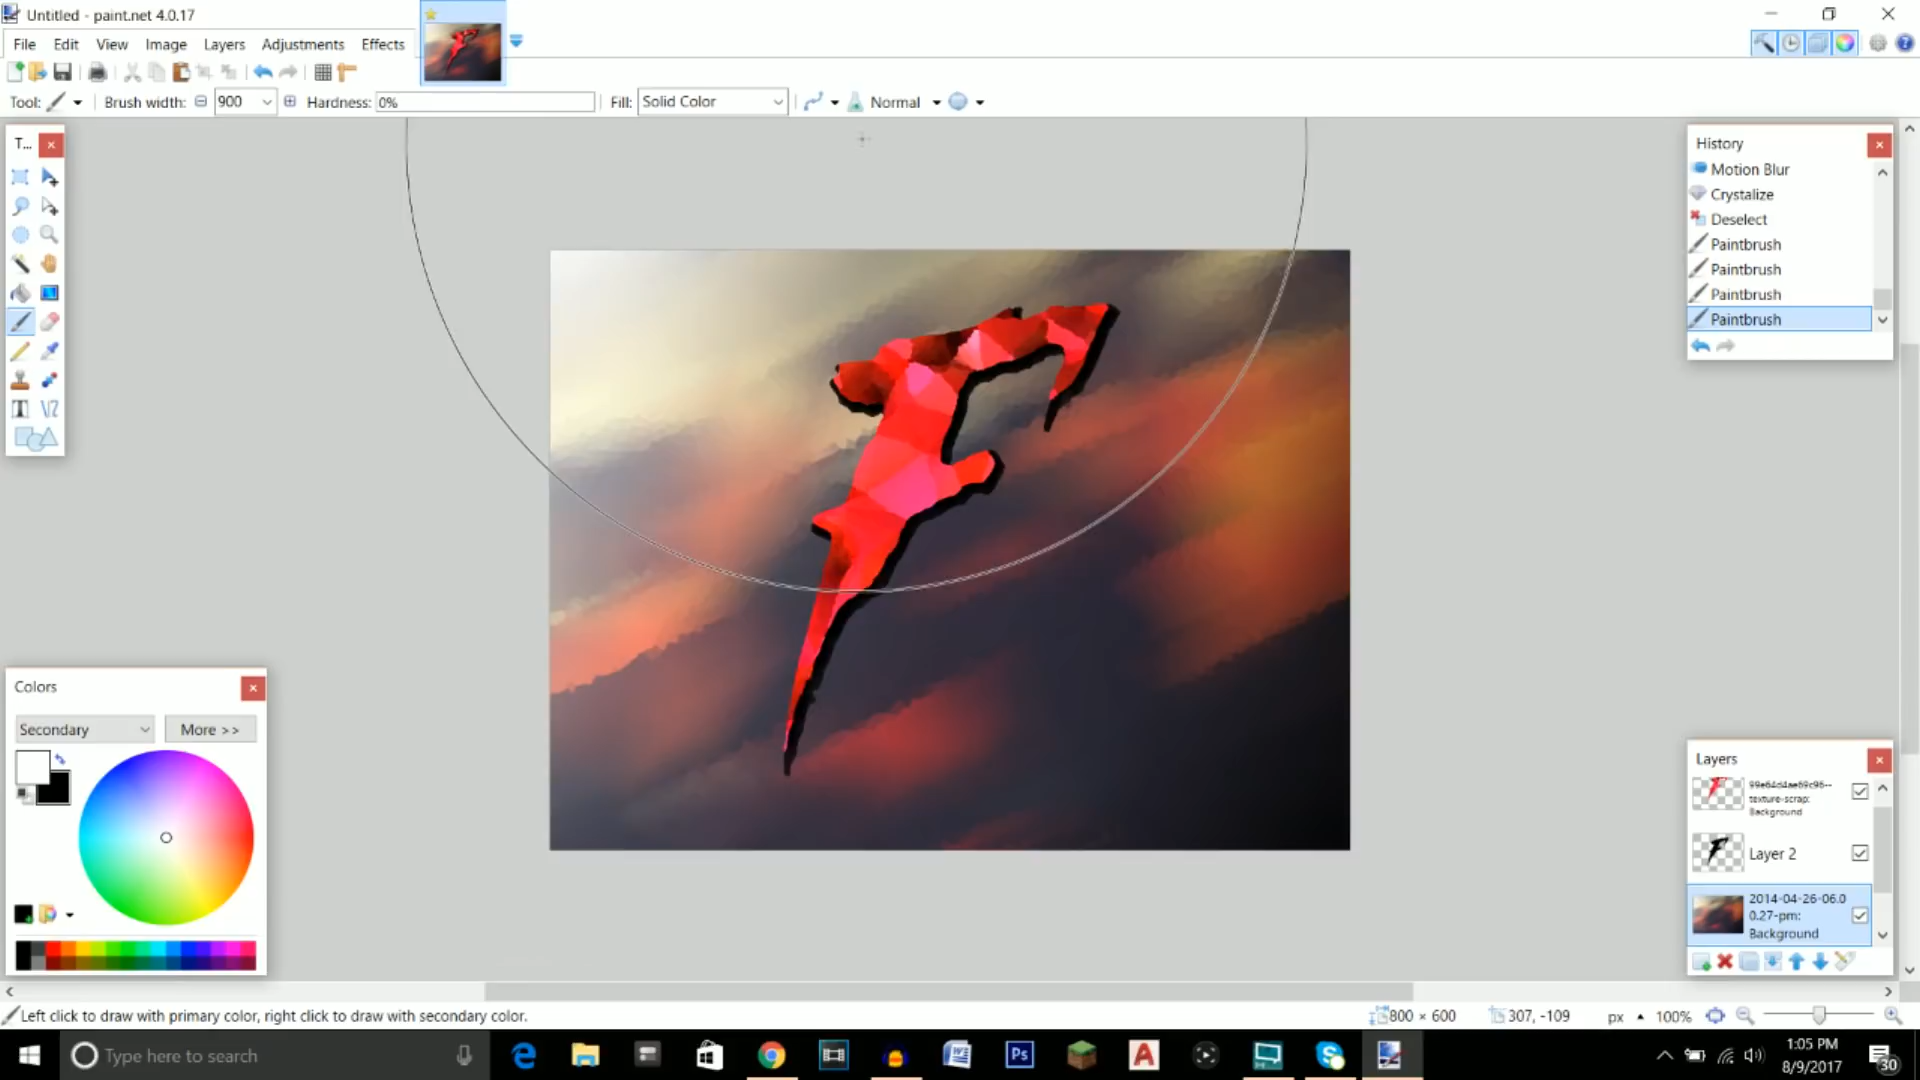 Untitled - paint.net 4.0.17
File Edit View Image Layers Adjustments Effects
Tool: Brush width: 900 Hardness: 0% Fill: Solid Color Normal
T...
History
Motion Blur
Crystalize
Deselect
Paintbrush
Paintbrush
Paintbrush
Paintbrush
Colors
Secondary More >>
Layers
texture-scrap:
Background
Layer 2
2014-04-26-06.0
0.27-pm:
Background
Left click to draw with primary color, right click to draw with secondary color.
800 × 600 307, -109 px 100%
Type here to search
1:05 PM
8/9/2017
30